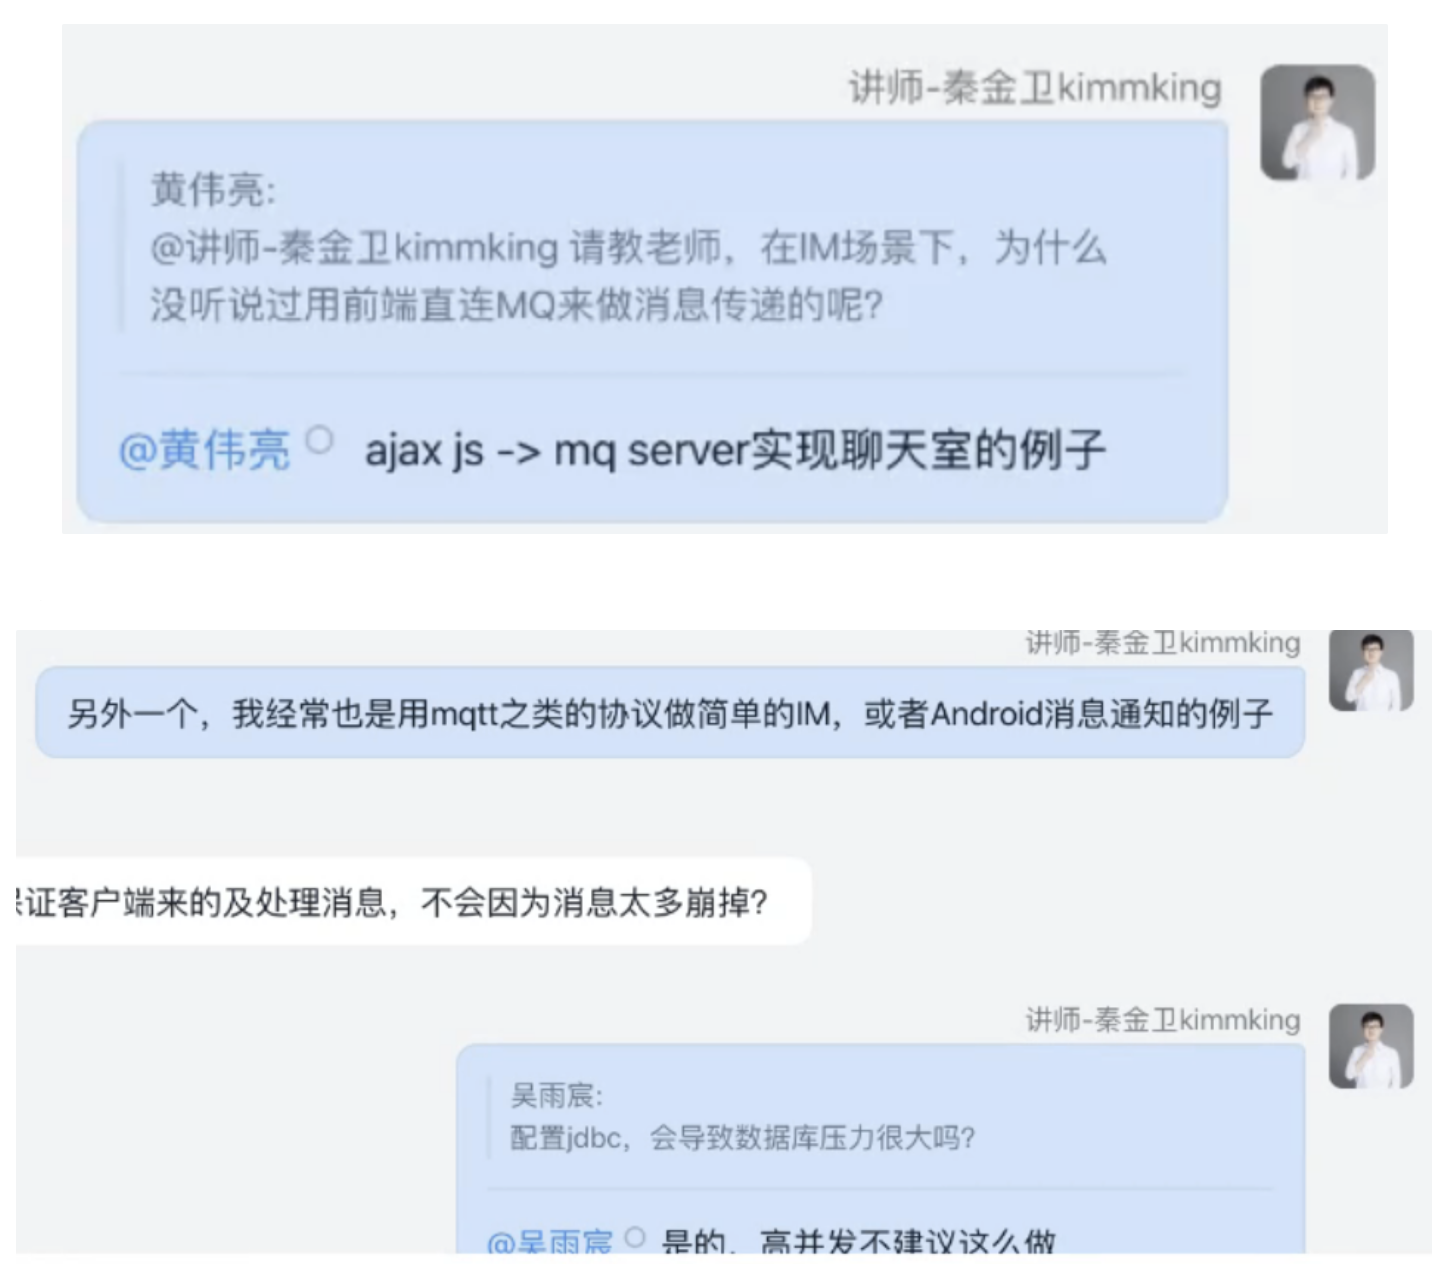 讲师-秦金卫kimmking
黄伟亮:
@讲师-秦金卫kimmking 请教老师，在IM场景下，为什么
没听说过用前端直连MQ来做消息传递的呢?
@黄伟亮 ajax js -> mq server实现聊天室的例子
讲师-秦金卫kimmking
另外一个，我经常也是用mqtt之类的协议做简单的IM，或者Android消息通知的例子
证客户端来的及处理消息，不会因为消息太多崩掉?
讲师-秦金卫kimmking
吴雨宸:
配置jdbc，会导致数据库压力很大吗?
@吴雨宸 是的，高并发不建议这么做